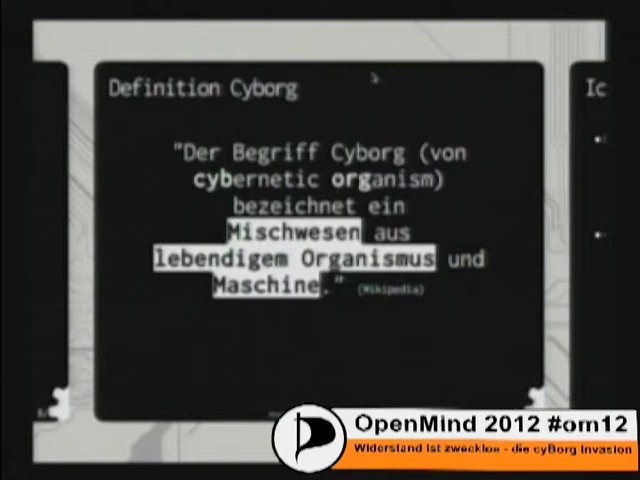 Definition Cyborg
Ic
"Der Begriff Cyborg (von
cybernetic organism)
bezeichnet ein
Mischwesen aus
lebendigem Organismus und
Maschine." (Wikipedia)
OpenMind 2012 #om12
Widerstand ist zwecklos - die cyBorg Invasion